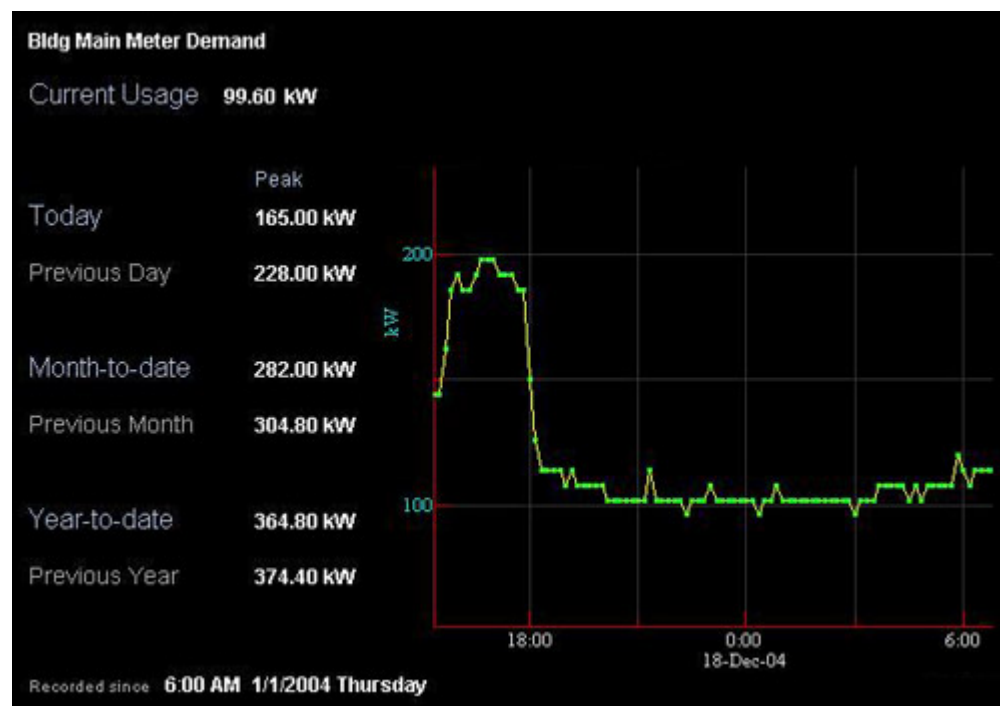 Bldg Main Meter Demand
Current Usage 99.60 kW
Peak
Today 165.00 kW
Previous Day 228.00 kW
Month-to-date 282.00 kW
Previous Month 304.80 kW
Year-to-date 364.80 kW
Previous Year 374.40 kW
200
kW
100
18:00 0:00 6:00
18-Dec-04
Recorded since 6:00 AM 1/1/2004 Thursday